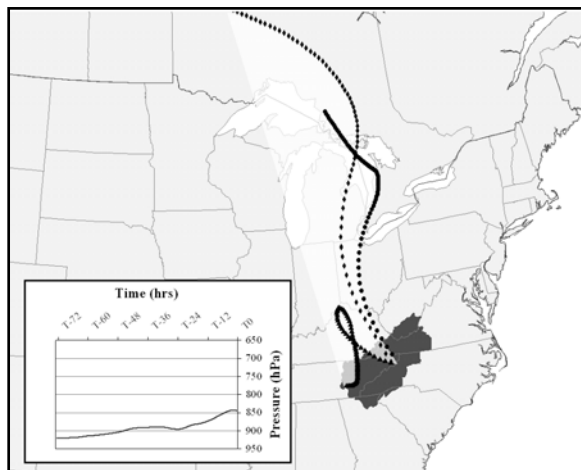 Time (hrs)
T-72
T-60
T-48
T-36
T-24
T-12
T0
650
700
750
800
850
900
950
Pressure (hPa)